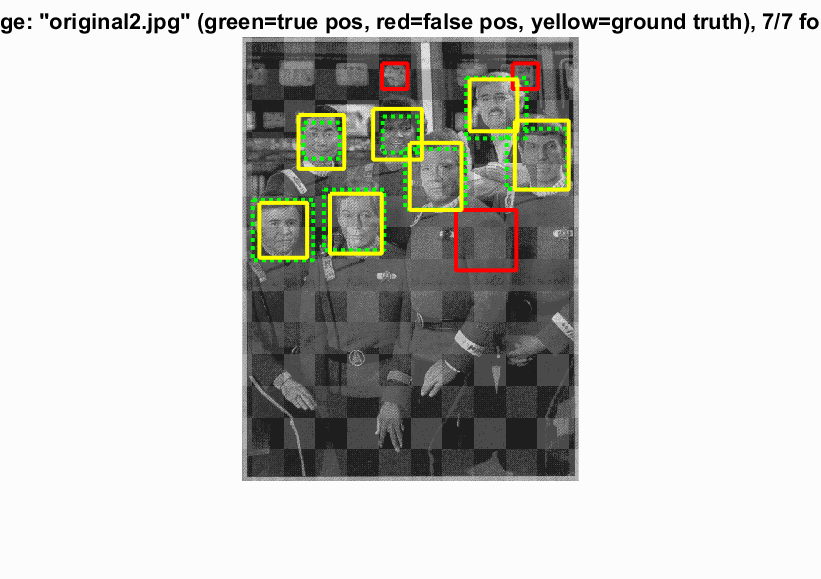 ge: "original2.jpg" (green=true pos, red=false pos, yellow=ground truth), 7/7 fo